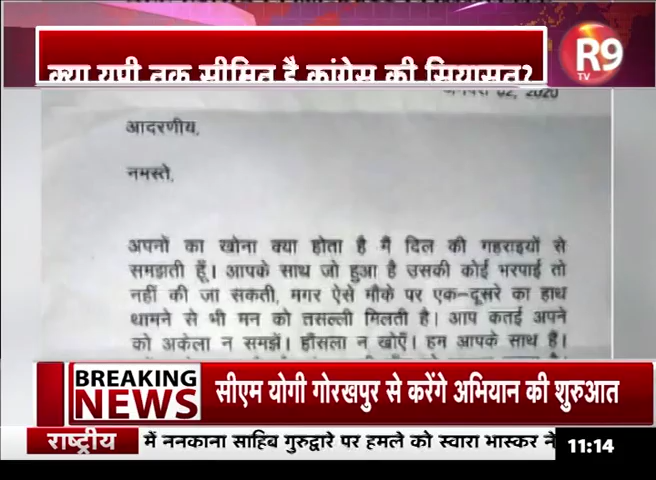 क्या यूपी तक सीमित है कांग्रेस की सियासत?
R9
TV
02, 2020
आदरणीय,
नमस्ते,
अपनों का खोना क्या होता है मैं दिल की गहराइयों से
समझती हूँ। आपके साथ जो हुआ है उसकी कोई भरपाई तो
नहीं की जा सकती, मगर ऐसे मौके पर एक-दूसरे का हाथ
थामने से भी मन को तसल्ली मिलती है। आप कतई अपने
को अकेला न समझें। हौंसला न खोएँ। हम आपके साथ हैं।
BREAKING
NEWS
सीएम योगी गोरखपुर से करेंगे अभियान की शुरुआत
राष्ट्रीय
में ननकाना साहिब गुरुद्वारे पर हमले को स्वारा भास्कर ने
11:14